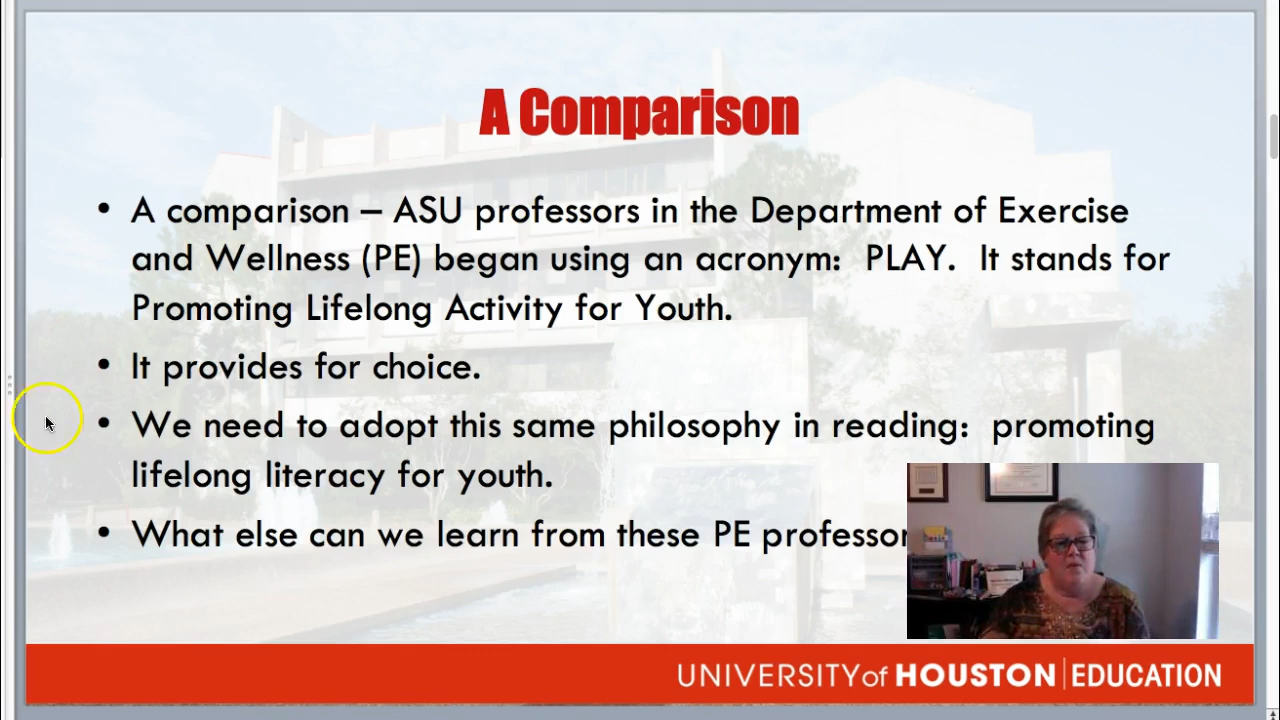 A Comparison
• A comparison – ASU professors in the Department of Exercise
and Wellness (PE) began using an acronym:  PLAY.  It stands for
Promoting Lifelong Activity for Youth.
• It provides for choice.
• We need to adopt this same philosophy in reading:  promoting
lifelong literacy for youth.
• What else can we learn from these PE
UNIVERSITY of HOUSTON | EDUCATION